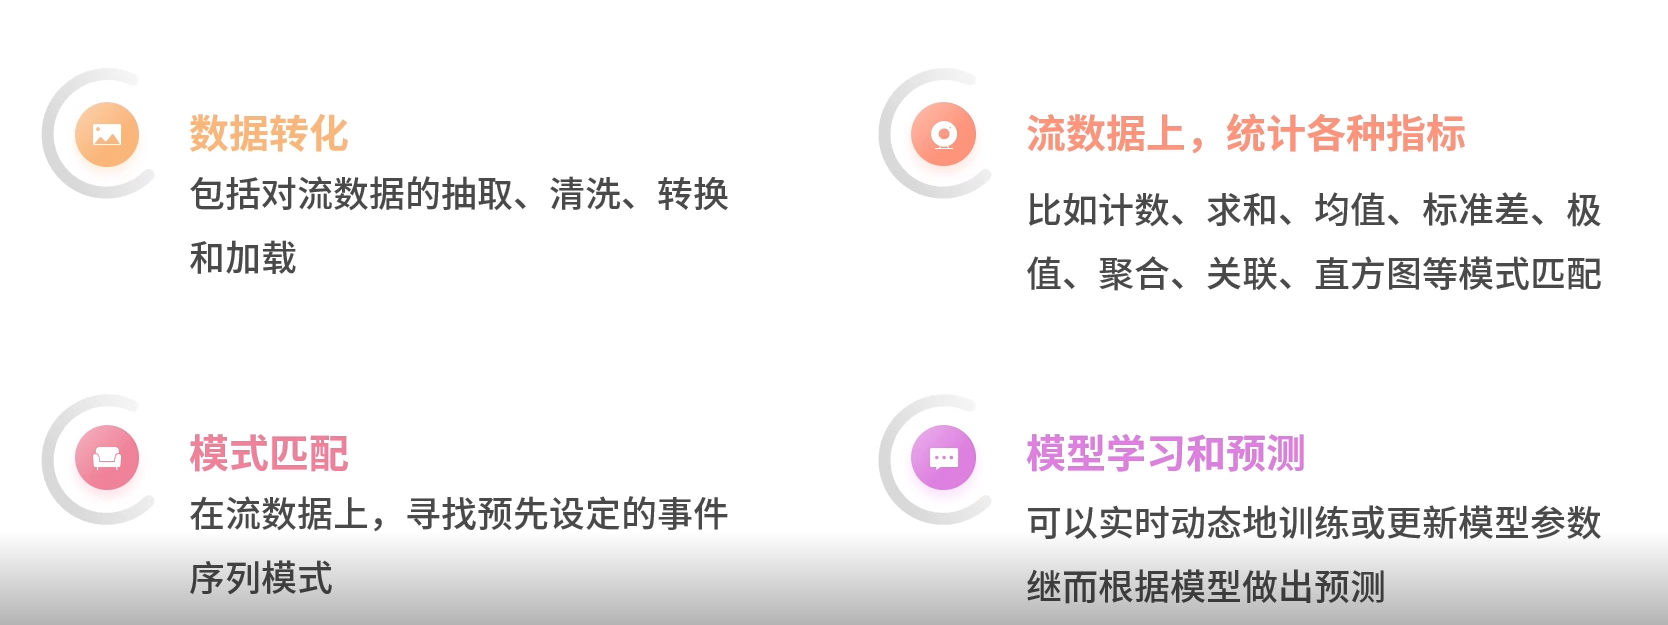 数据转化
包括对流数据的抽取、清洗、转换
和加载
流数据上，统计各种指标
比如计数、求和、均值、标准差、极
值、聚合、关联、直方图等模式匹配
模式匹配
在流数据上，寻找预先设定的事件
序列模式
模型学习和预测
可以实时动态地训练或更新模型参数
继而根据模型做出预测